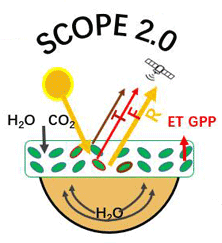 SCOPE 2.0
T F R
H₂O CO₂
ET GPP
H₂O